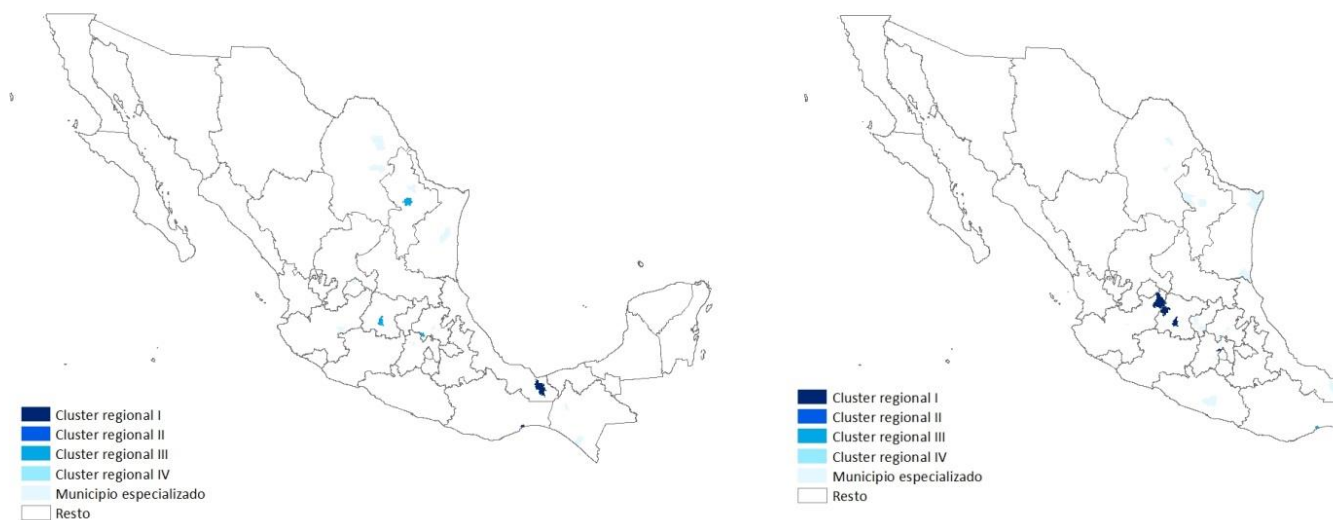 Cluster regional I
Cluster regional II
Cluster regional III
Cluster regional IV
Municipio especializado
Resto
Cluster regional I
Cluster regional II
Cluster regional III
Cluster regional IV
Municipio especializado
Resto